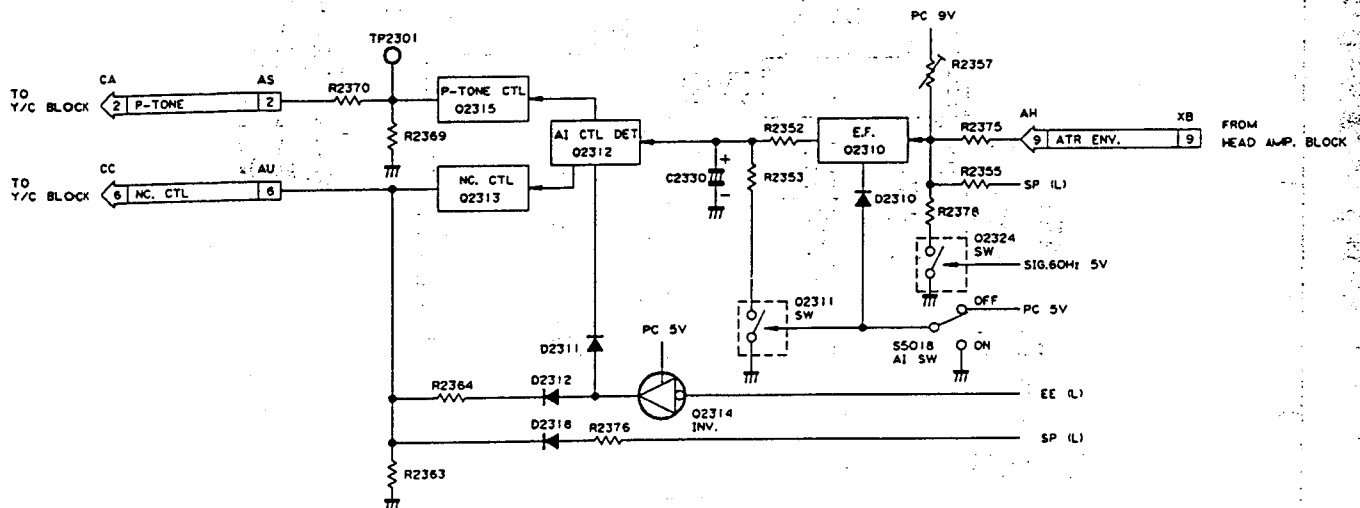 PC 9V
TP2301
R2357
CA
AS
R2370
P-TONE CTL
Q2315
TO
Y/C BLOCK
2 P-TONE 2
R2369
AI CTL DET
Q2312
R2352
E.F.
Q2310
R2375
AH
XB
9 ATR ENV. 9
FROM
HEAD AMP. BLOCK
CC
AU
TO
Y/C BLOCK
6 NC. CTL 6
NC. CTL
Q2313
C2330
+
-
R2353
D2310
R2355
SP (L)
R2378
Q2324
SW
SIG.60Hz 5V
Q2311
SW
OFF
PC 5V
S5018
AI SW
ON
PC 5V
D2311
R2364
D2312
Q2314
INV.
EE (L)
D2318
R2376
SP (L)
R2363